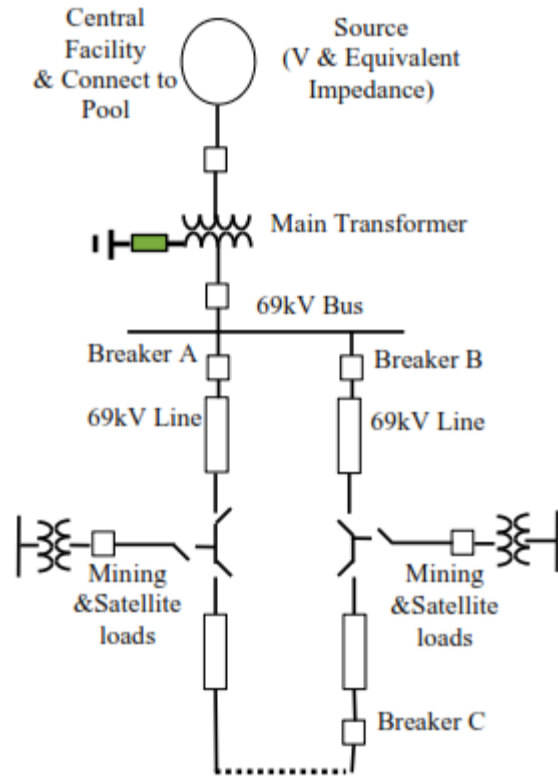 Central
Facility
& Connect to
Pool
Source
(V & Equivalent
Impedance)
Main Transformer
69kV Bus
Breaker A
Breaker B
69kV Line
69kV Line
Mining
&Satellite
loads
Mining
&Satellite
loads
Breaker C